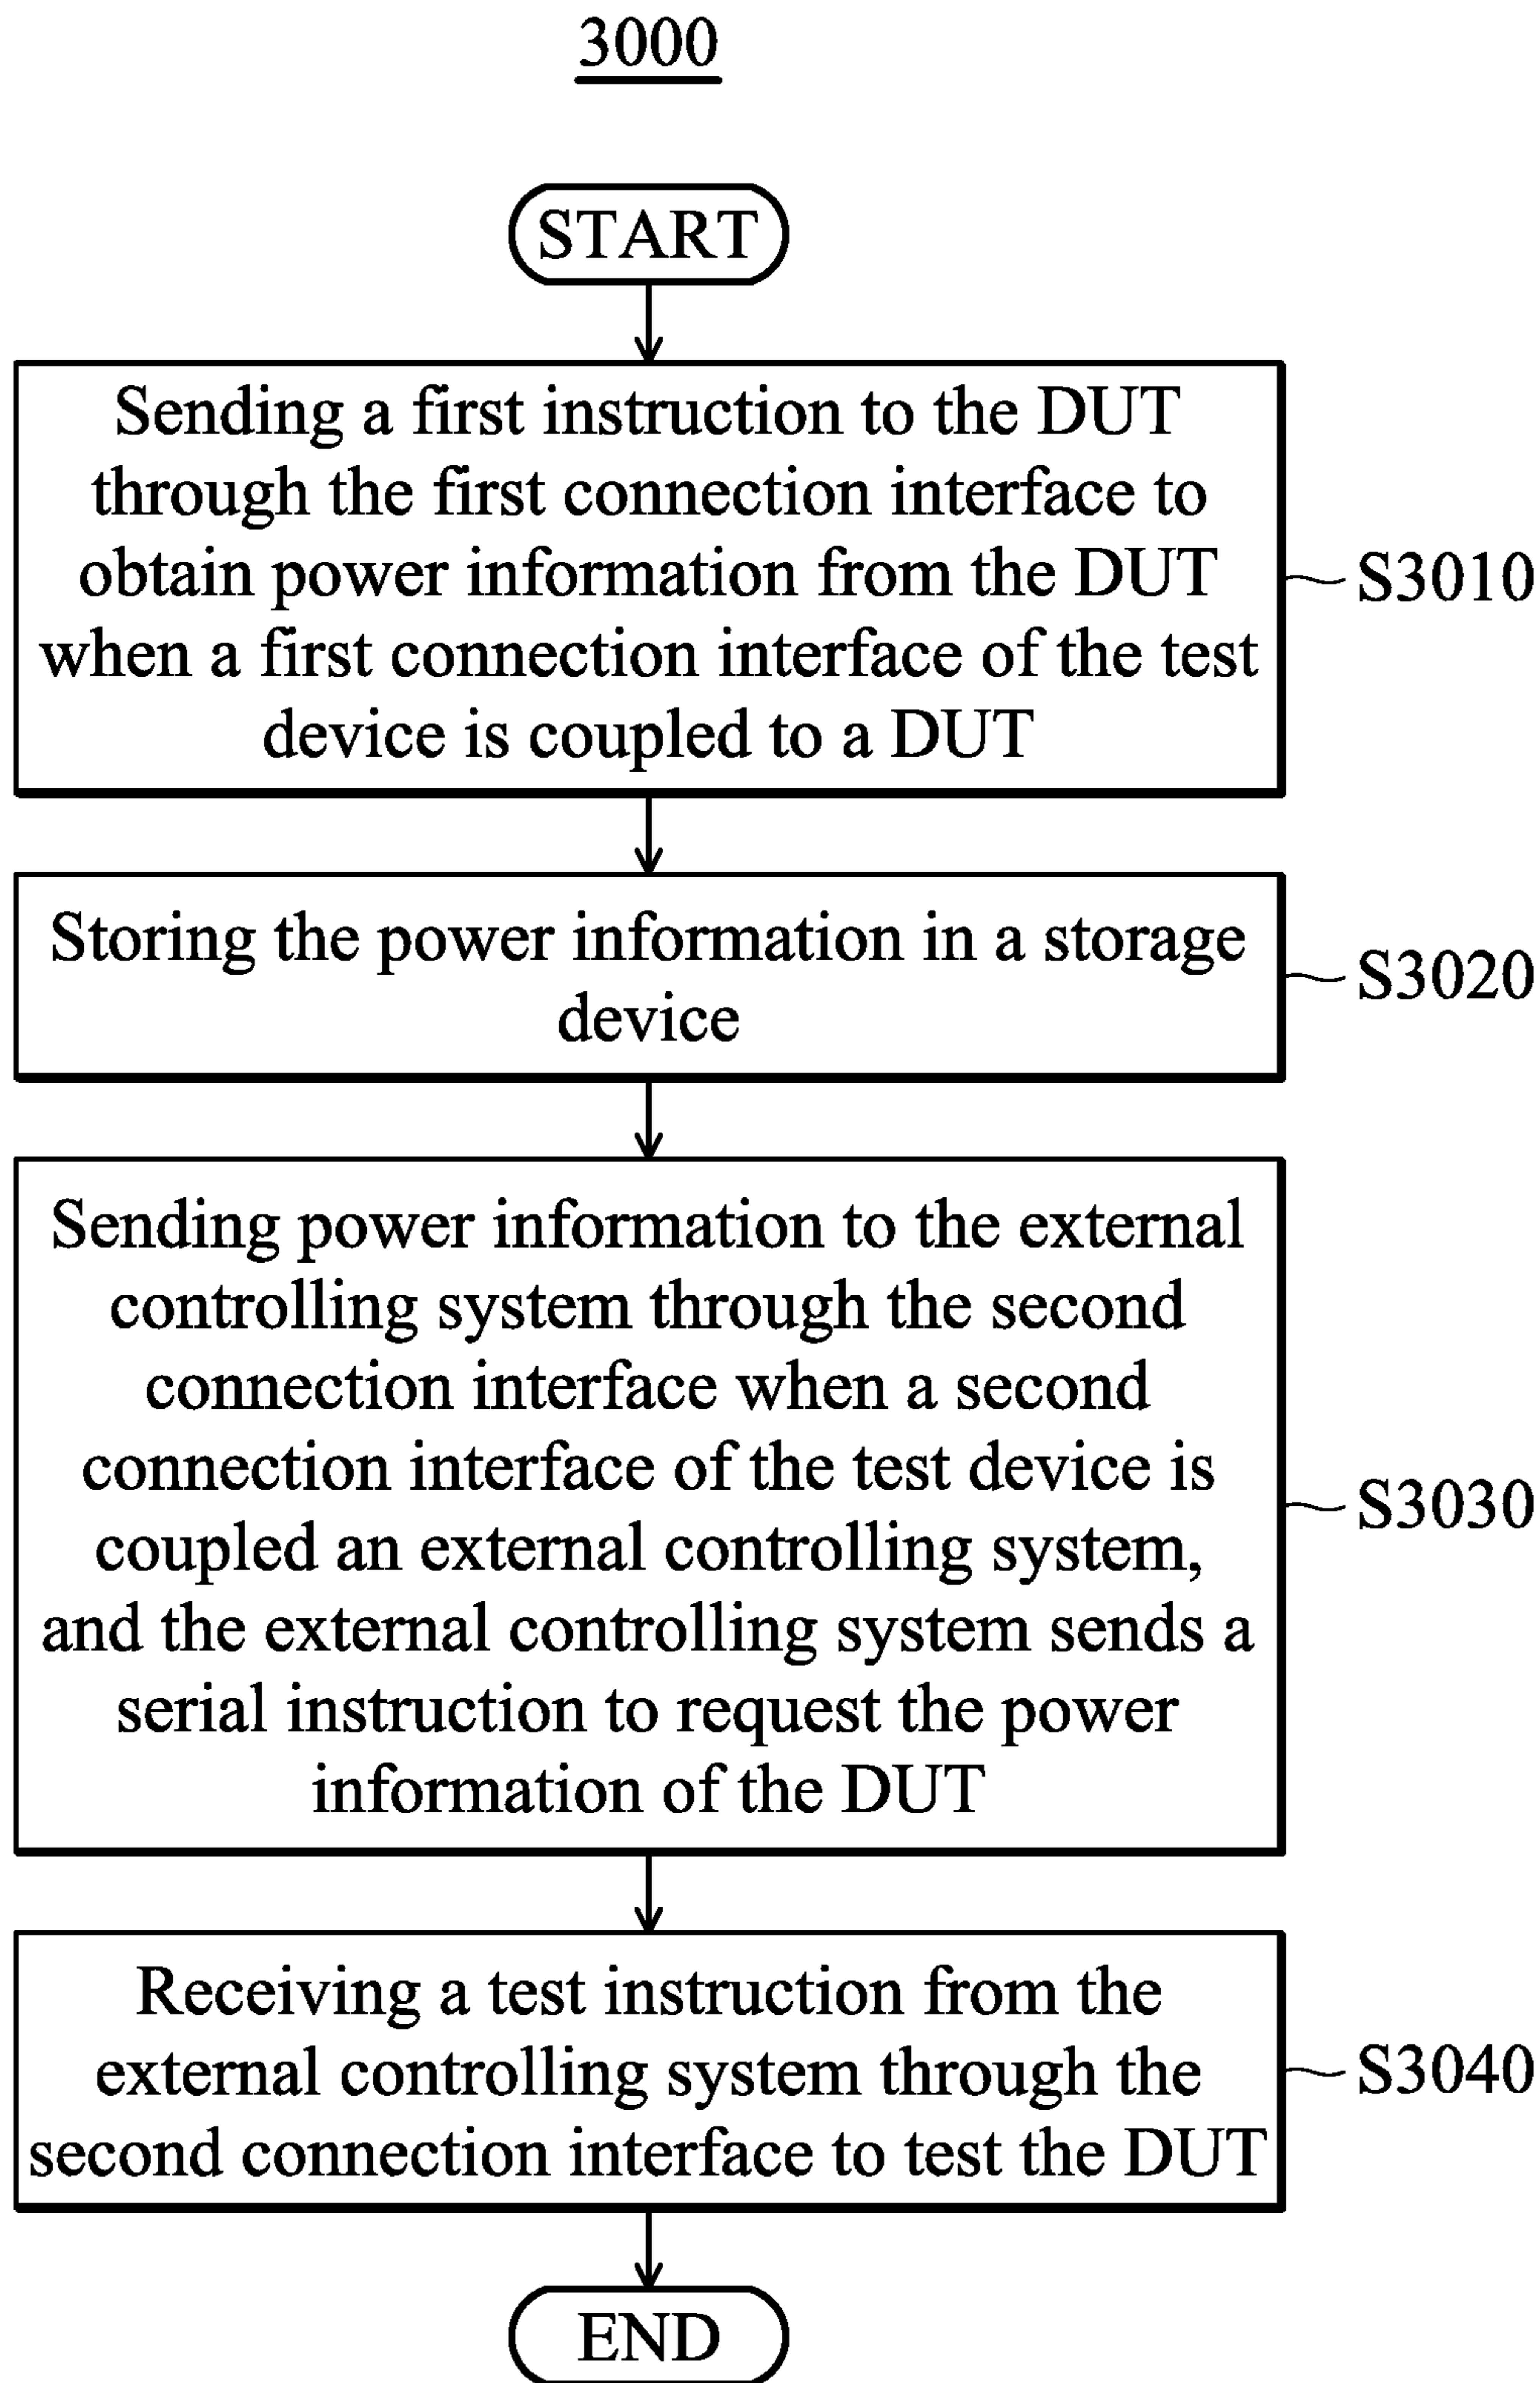 3000
START
Sending a first instruction to the DUT
through the first connection interface to
obtain power information from the DUT
when a first connection interface of the test
device is coupled to a DUT
S3010
Storing the power information in a storage
device
S3020
Sending power information to the external
controlling system through the second
connection interface when a second
connection interface of the test device is
coupled an external controlling system,
and the external controlling system sends a
serial instruction to request the power
information of the DUT
S3030
Receiving a test instruction from the
external controlling system through the
second connection interface to test the DUT
S3040
END